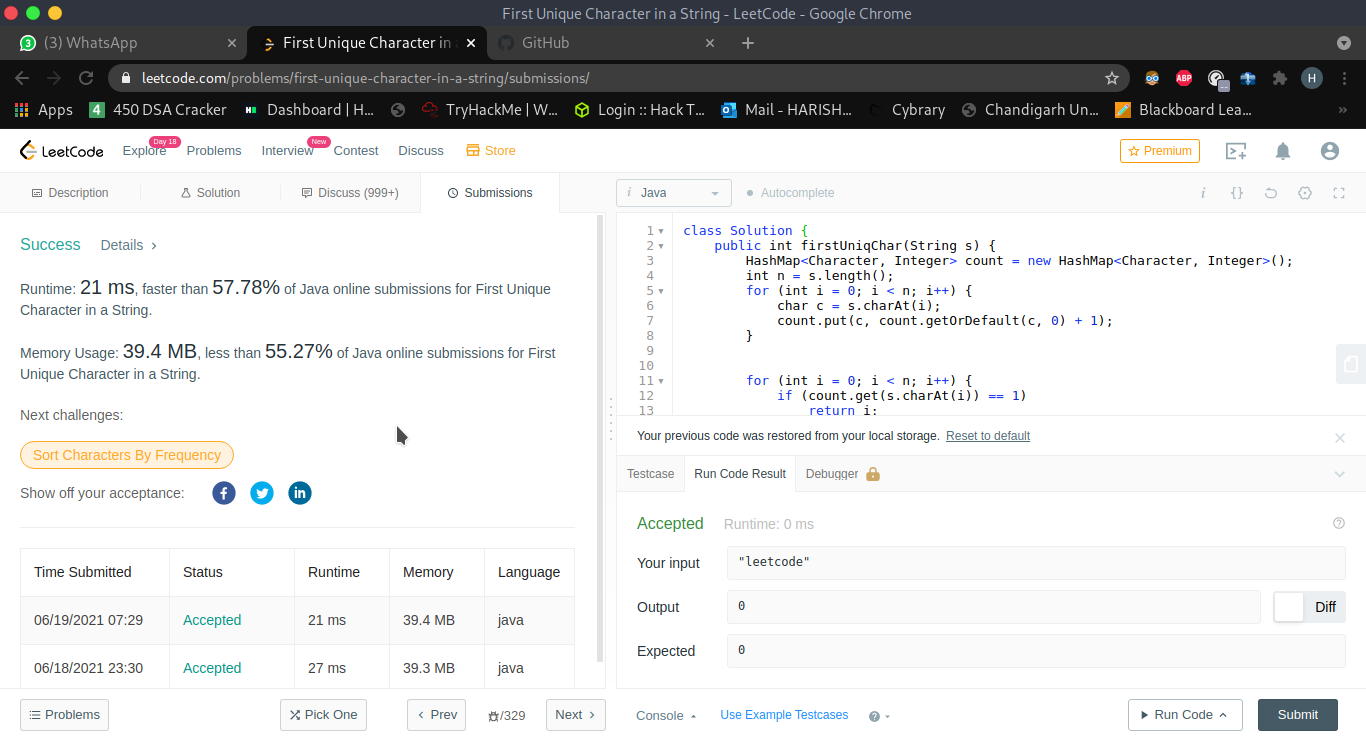 First Unique Character in a String - LeetCode - Google Chrome
(3) WhatsApp
First Unique Character in
GitHub
leetcode.com/problems/first-unique-character-in-a-string/submissions/
ABP
H
Apps
4 450 DSA Cracker
Dashboard | H...
TryHackMe | W...
Login :: Hack T...
Mail - HARISH...
Cybrary
Chandigarh Un...
Blackboard Lea...
»
LeetCode
Explore
Day 18
Problems
Interview
New
Contest
Discuss
Store
Premium
Description
Solution
Discuss (999+)
Submissions
i Java
Autocomplete
i {}
Success Details >
Runtime: 21 ms, faster than 57.78% of Java online submissions for First Unique
Character in a String.
Memory Usage: 39.4 MB, less than 55.27% of Java online submissions for First
Unique Character in a String.
Next challenges:
Sort Characters By Frequency
Show off your acceptance:
Time Submitted Status Runtime Memory Language
06/19/2021 07:29 Accepted 21 ms 39.4 MB java
06/18/2021 23:30 Accepted 27 ms 39.3 MB java
1 class Solution {
2 public int firstUniqChar(String s) {
3 HashMap<Character, Integer> count = new HashMap<Character, Integer>();
4 int n = s.length();
5 for (int i = 0; i < n; i++) {
6 char c = s.charAt(i);
7 count.put(c, count.getOrDefault(c, 0) + 1);
8 }
9
10
11 for (int i = 0; i < n; i++) {
12 if (count.get(s.charAt(i)) == 1)
13 return i;
Your previous code was restored from your local storage. Reset to default
Testcase
Run Code Result
Debugger
Accepted Runtime: 0 ms
Your input "leetcode"
Output 0 Diff
Expected 0
Problems
Pick One
< Prev
/329
Next >
Console
Use Example Testcases
Run Code
Submit